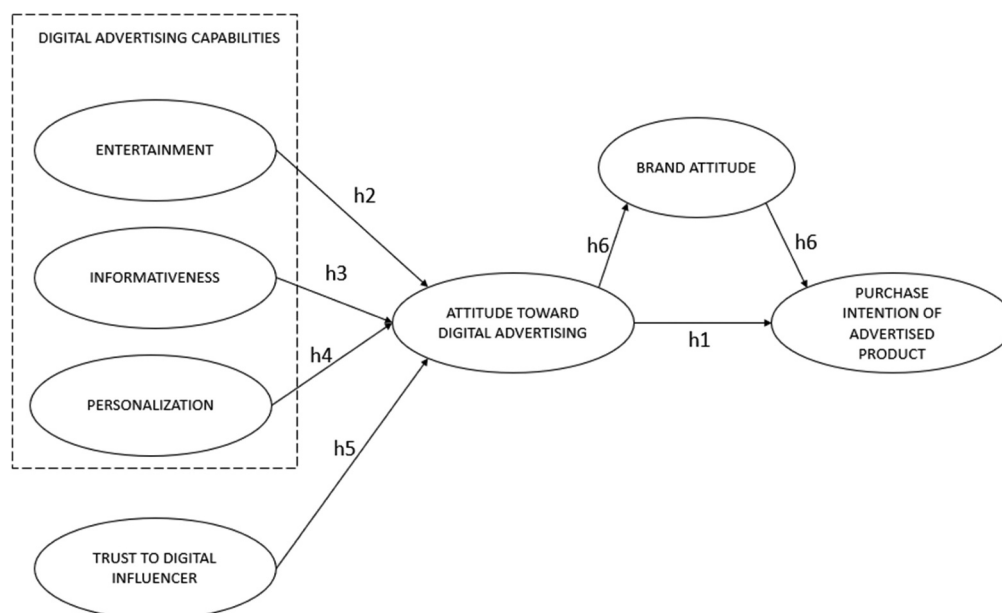 DIGITAL ADVERTISING CAPABILITIES
ENTERTAINMENT
h2
INFORMATIVENESS
h3
h4
PERSONALIZATION
h5
TRUST TO DIGITAL
INFLUENCER
ATTITUDE TOWARD
DIGITAL ADVERTISING
h6
BRAND ATTITUDE
h6
h1
PURCHASE
INTENTION OF
ADVERTISED
PRODUCT